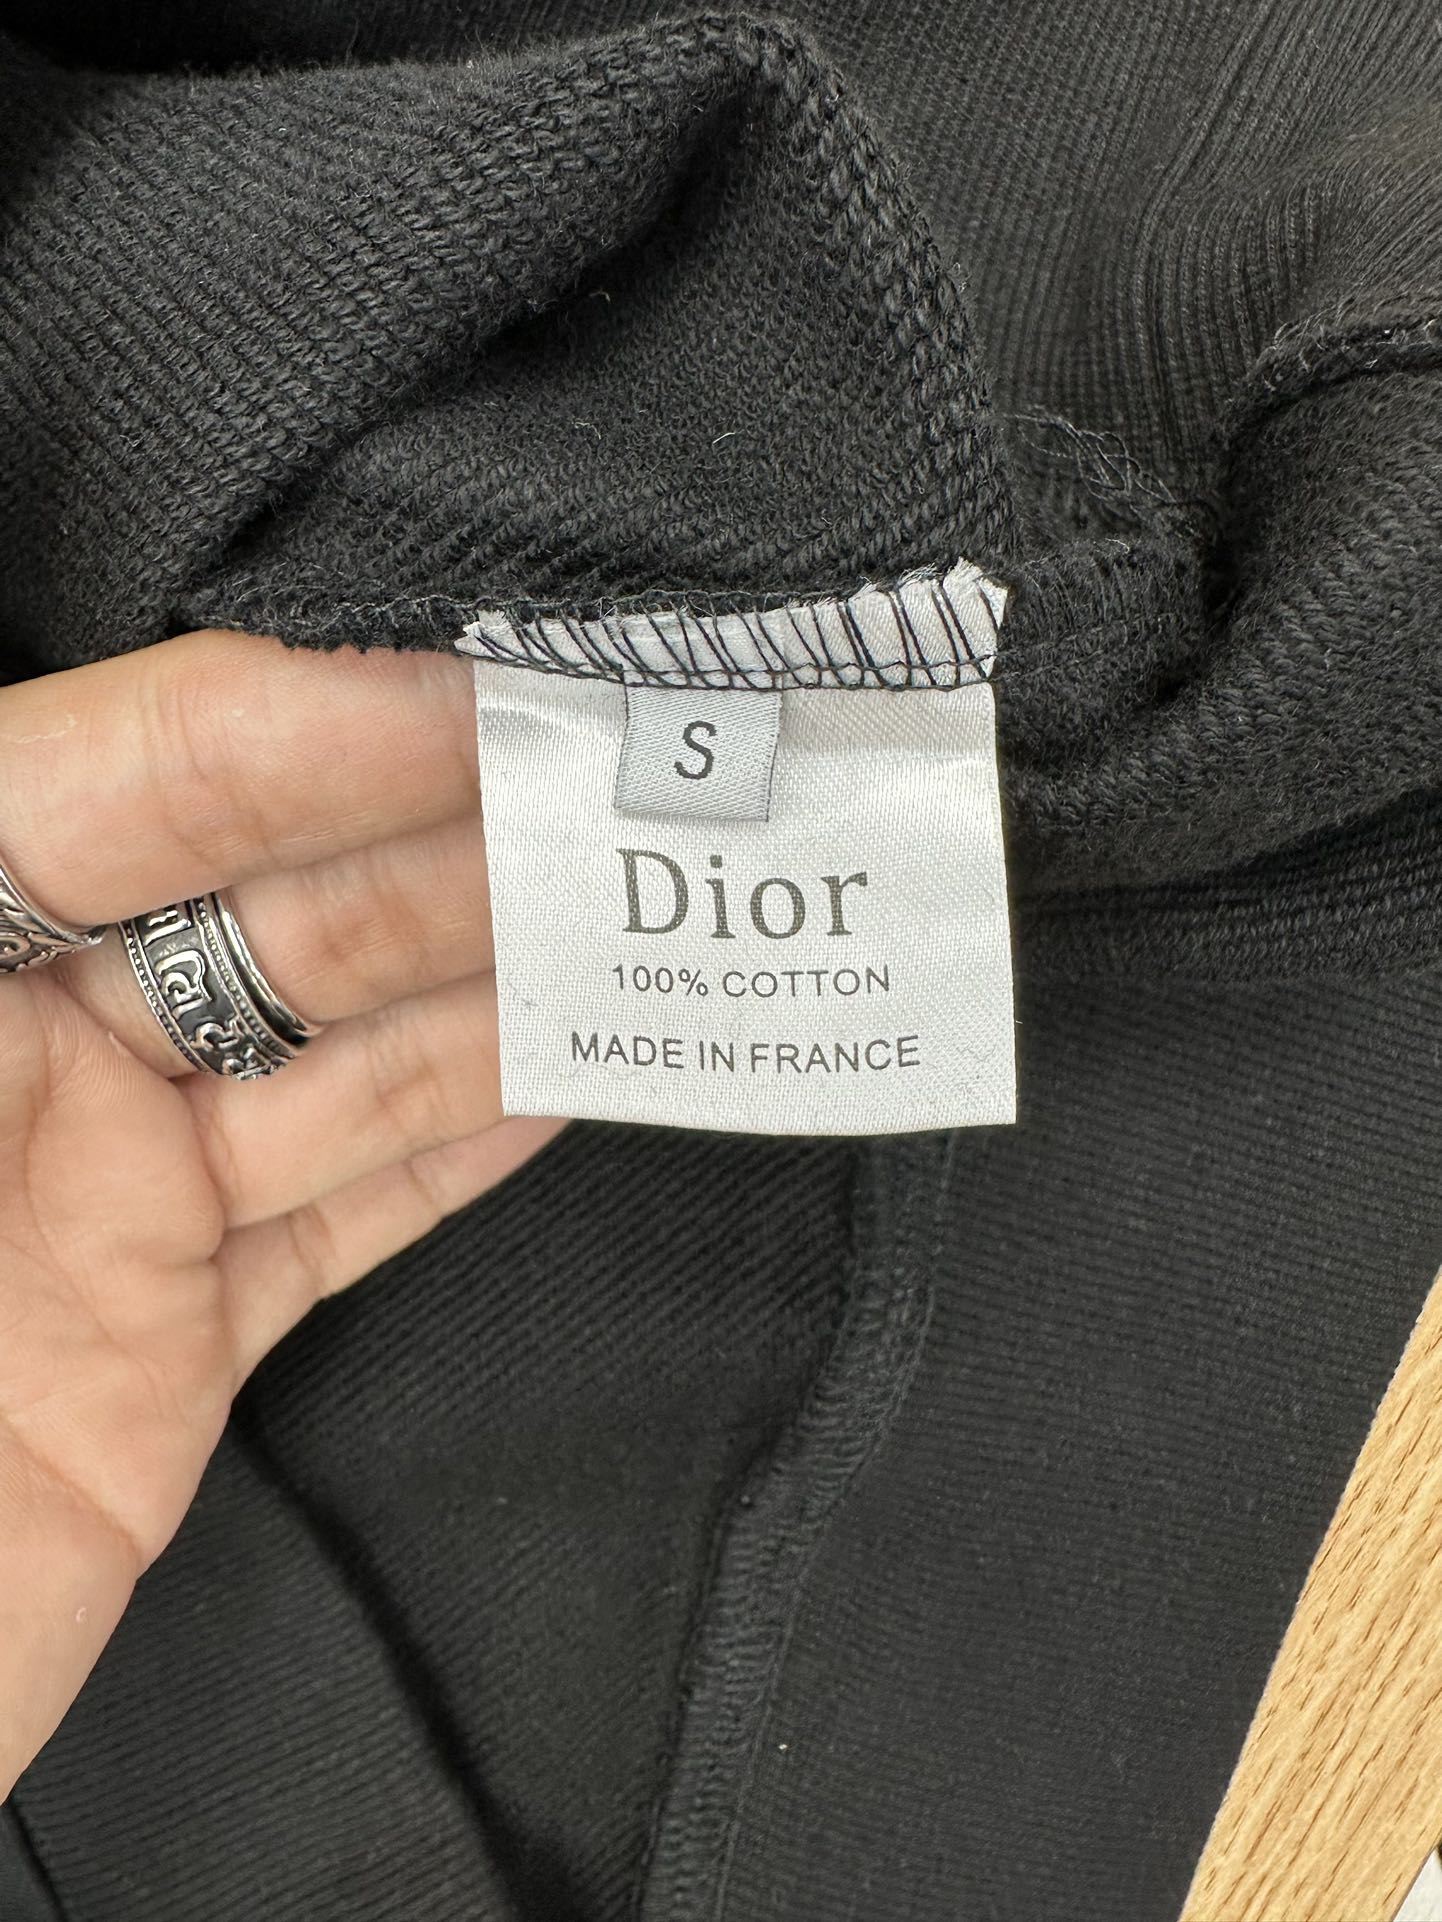 S
Dior
100% COTTON
MADE IN FRANCE